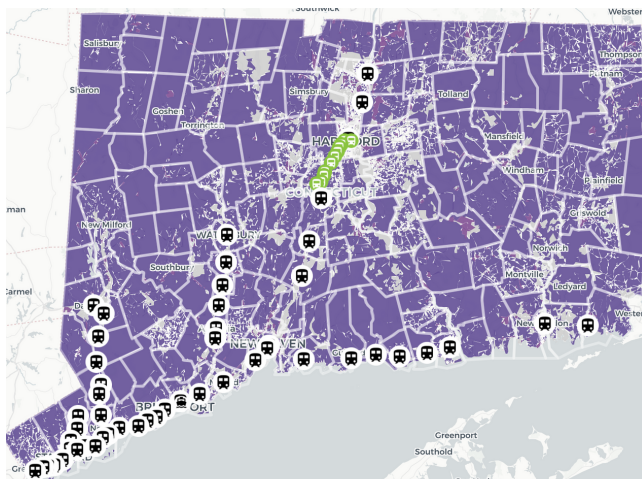 Southwick
Webster
Salisbury
Thompson
Putnam
Sharon
Simsbury
Tolland
Goshen
Torrington
HARTFORD
Mansfield
Windham
Plainfield
CONNECTICUT
Griswold
New Milford
WATERBURY
Norwich
Southbury
Montville
Carmel
Ledyard
New London
NEW HAVEN
BRIDGEPORT
Greenport
Southold